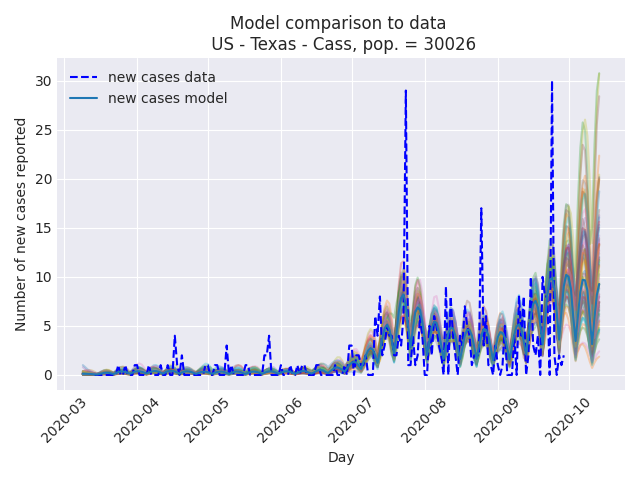 Model comparison to data
US - Texas - Cass, pop. = 30026
new cases data
new cases model
Number of new cases reported
30
25
20
15
10
5
0
2020-03
2020-04
2020-05
2020-06
2020-07
2020-08
2020-09
2020-10
Day